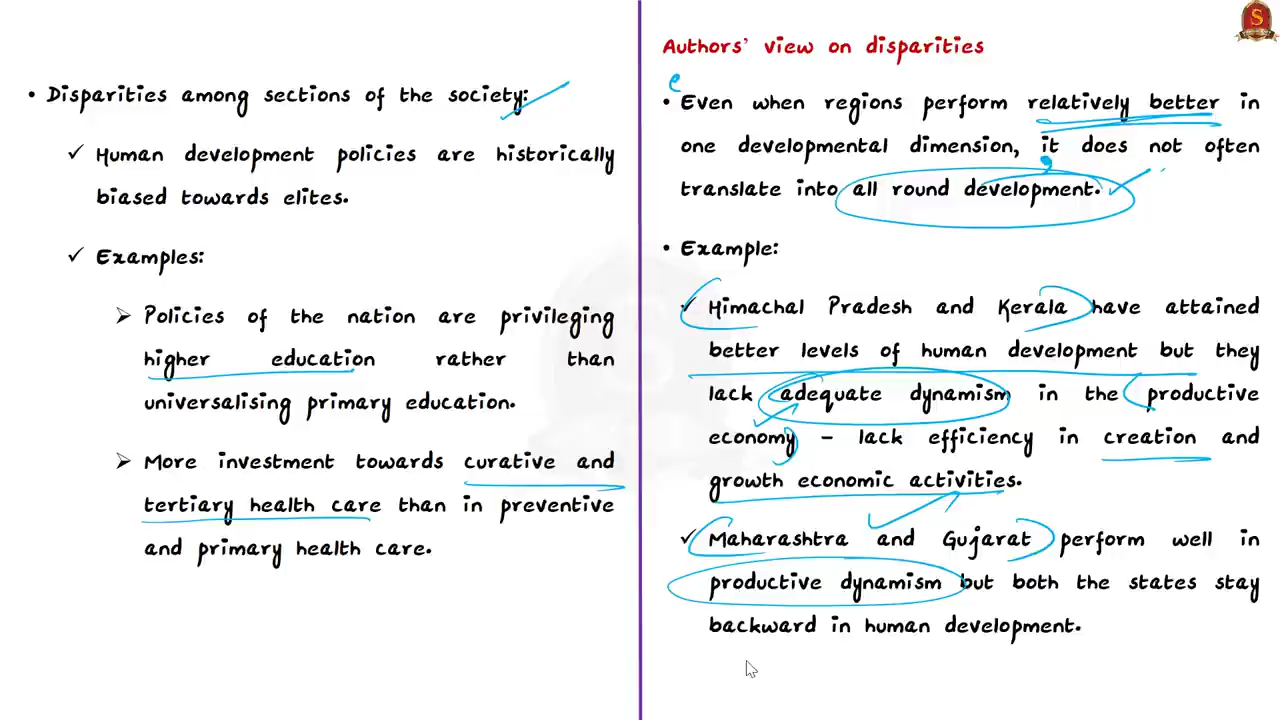 • Disparities among sections of the society:
✓ Human development policies are historically
biased towards elites.
✓ Examples:
➢ Policies of the nation are privileging
higher education rather than
universalising primary education.
➢ More investment towards curative and
tertiary health care than in preventive
and primary health care.
Authors' view on disparities
e
• Even when regions perform relatively better in
one developmental dimension, it does not often
translate into all round development.
• Example:
✓ Himachal Pradesh and Kerala have attained
better levels of human development but they
lack adequate dynamism in the productive
economy – lack efficiency in creation and
growth economic activities.
✓ Maharashtra and Gujarat perform well in
productive dynamism but both the states stay
backward in human development.
S